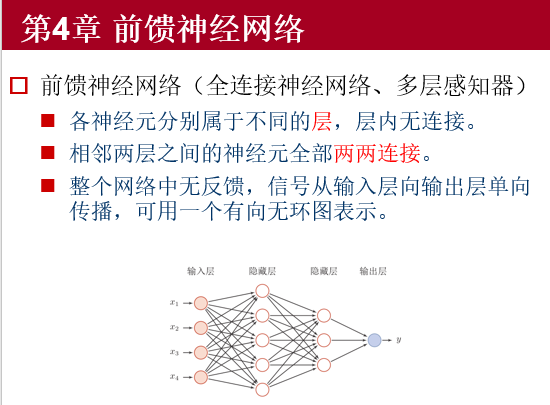 第4章 前馈神经网络
前馈神经网络（全连接神经网络、多层感知器）
各神经元分别属于不同的层，层内无连接。
相邻两层之间的神经元全部两两连接。
整个网络中无反馈，信号从输入层向输出层单向
传播，可用一个有向无环图表示。
输入层 隐藏层 隐藏层 输出层
x₁
x₂
x₃
x₄
y